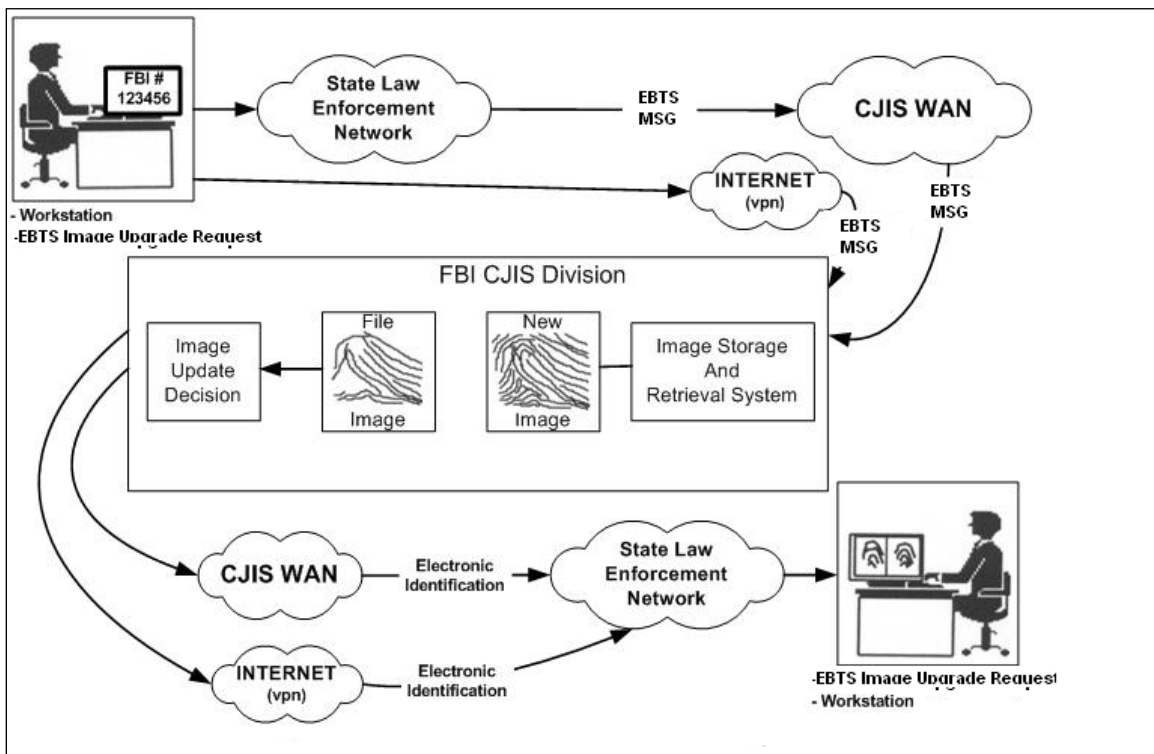 FBI #
123456
State Law
Enforcement
Network
EBTS
MSG
CJIS WAN
INTERNET
(vpn)
EBTS
MSG
EBTS
MSG
- Workstation
-EBTS Image Upgrade Request
FBI CJIS Division
Image
Update
Decision
File
Image
New
Image
Image Storage
And
Retrieval System
CJIS WAN
Electronic
Identification
State Law
Enforcement
Network
INTERNET
(vpn)
Electronic
Identification
-EBTS Image Upgrade Request
- Workstation